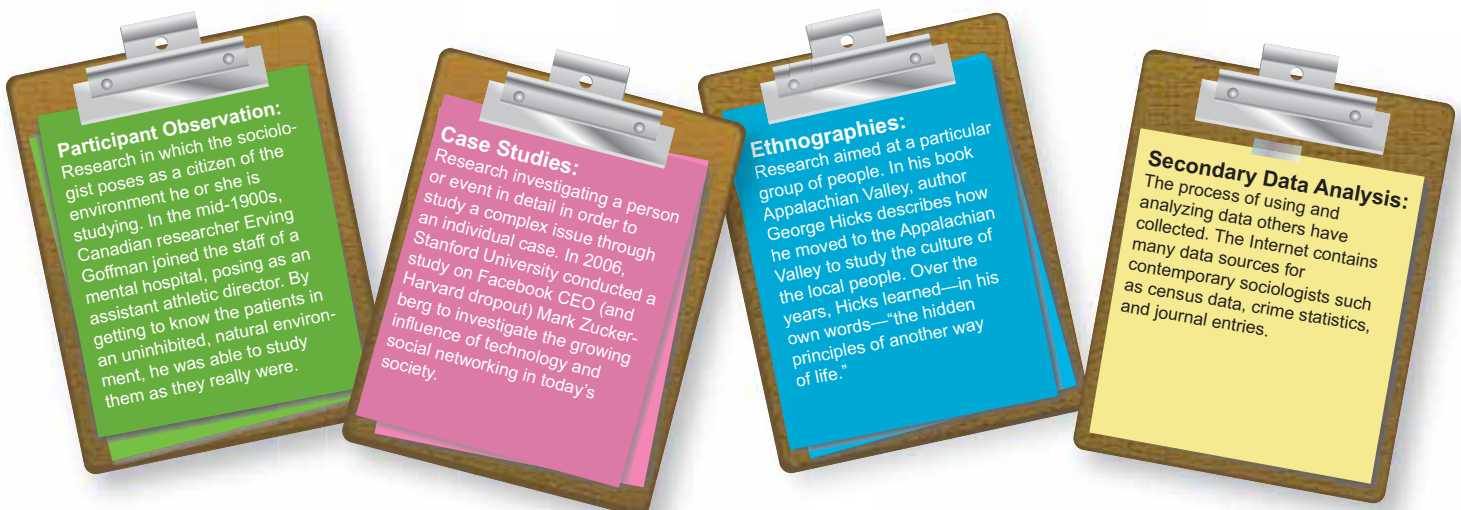 Participant Observation:
Research in which the sociolo-
gist poses as a citizen of the
environment he or she is
studying. In the mid-1900s,
Canadian researcher Erving
Goffman joined the staff of a
mental hospital, posing as an
assistant athletic director. By
getting to know the patients in
an uninhibited, natural environ-
ment, he was able to study
them as they really were.
Case Studies:
Research investigating a person
or event in detail in order to
study a complex issue through
an individual case. In 2006,
Stanford University conducted a
study on Facebook CEO (and
Harvard dropout) Mark Zucker-
berg to investigate the growing
influence of technology and
social networking in today's
society.
Ethnographies:
Research aimed at a particular
group of people. In his book
Appalachian Valley, author
George Hicks describes how
he moved to the Appalachian
Valley to study the culture of
the local people. Over the
years, Hicks learned—in his
own words—“the hidden
principles of another way
of life.”
Secondary Data Analysis:
The process of using and
analyzing data others have
collected. The Internet contains
many data sources for
contemporary sociologists such
as census data, crime statistics,
and journal entries.